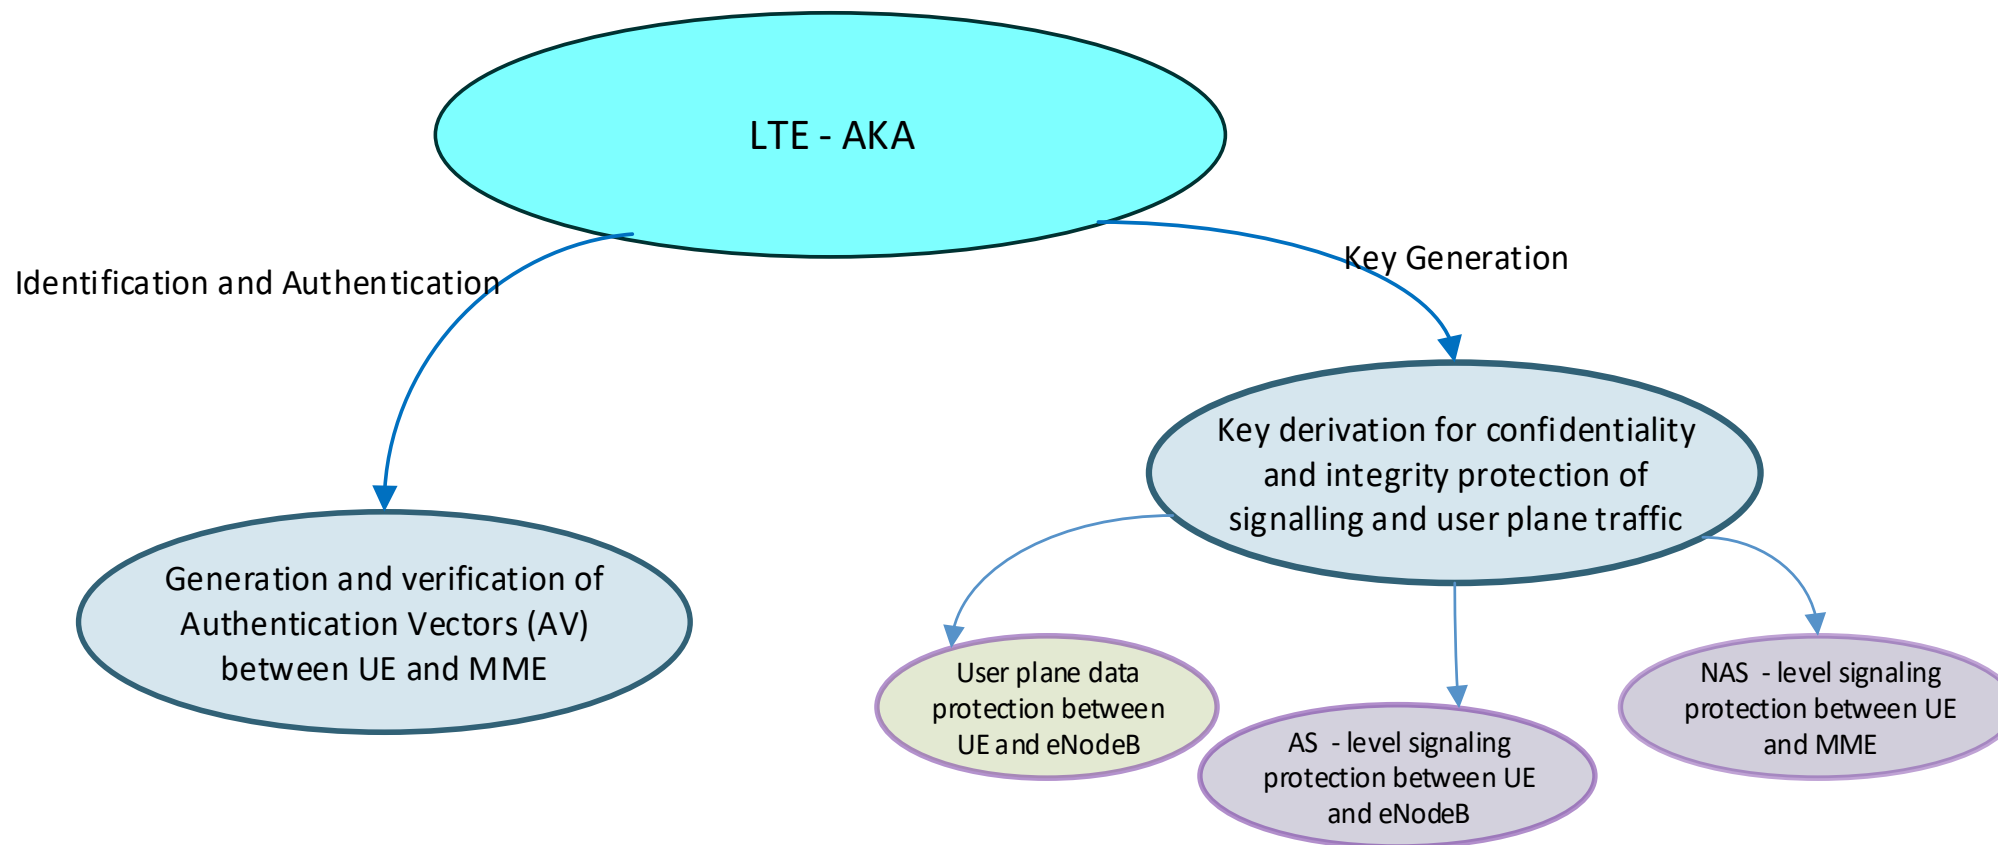 LTE - AKA
Identification and Authentication
Key Generation
Generation and verification of
Authentication Vectors (AV)
between UE and MME
Key derivation for confidentiality
and integrity protection of
signalling and user plane traffic
User plane data
protection between
UE and eNodeB
AS - level signaling
protection between UE
and eNodeB
NAS - level signaling
protection between UE
and MME